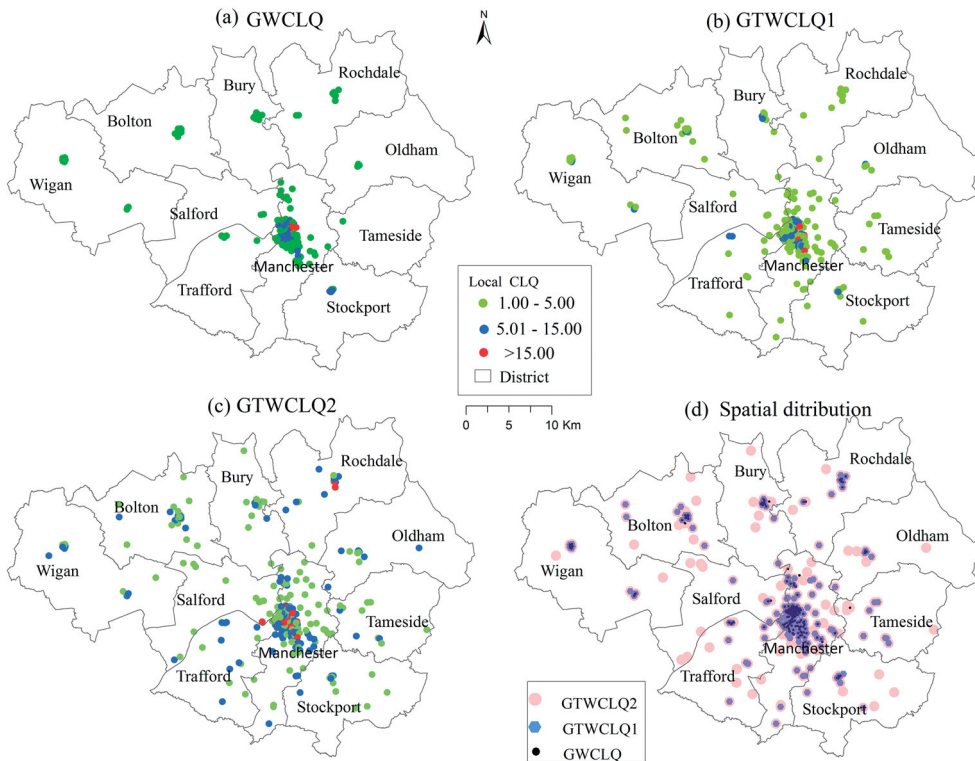 (a) GWCLQ
N
(b) GTWCLQ1
Rochdale
Bury
Bolton
Oldham
Wigan
Salford
Tameside
Manchester
Trafford
Stockport
Rochdale
Bury
Bolton
Oldham
Wigan
Salford
Tameside
Manchester
Trafford
Stockport
Local CLQ
1.00 - 5.00
5.01 - 15.00
>15.00
District
0 5 10 Km
(c) GTWCLQ2
(d) Spatial ditribution
Rochdale
Bury
Bolton
Oldham
Wigan
Salford
Tameside
Manchester
Trafford
Stockport
Rochdale
Bury
Bolton
Oldham
Wigan
Salford
Tameside
Manchester
Trafford
Stockport
GTWCLQ2
GTWCLQ1
GWCLQ